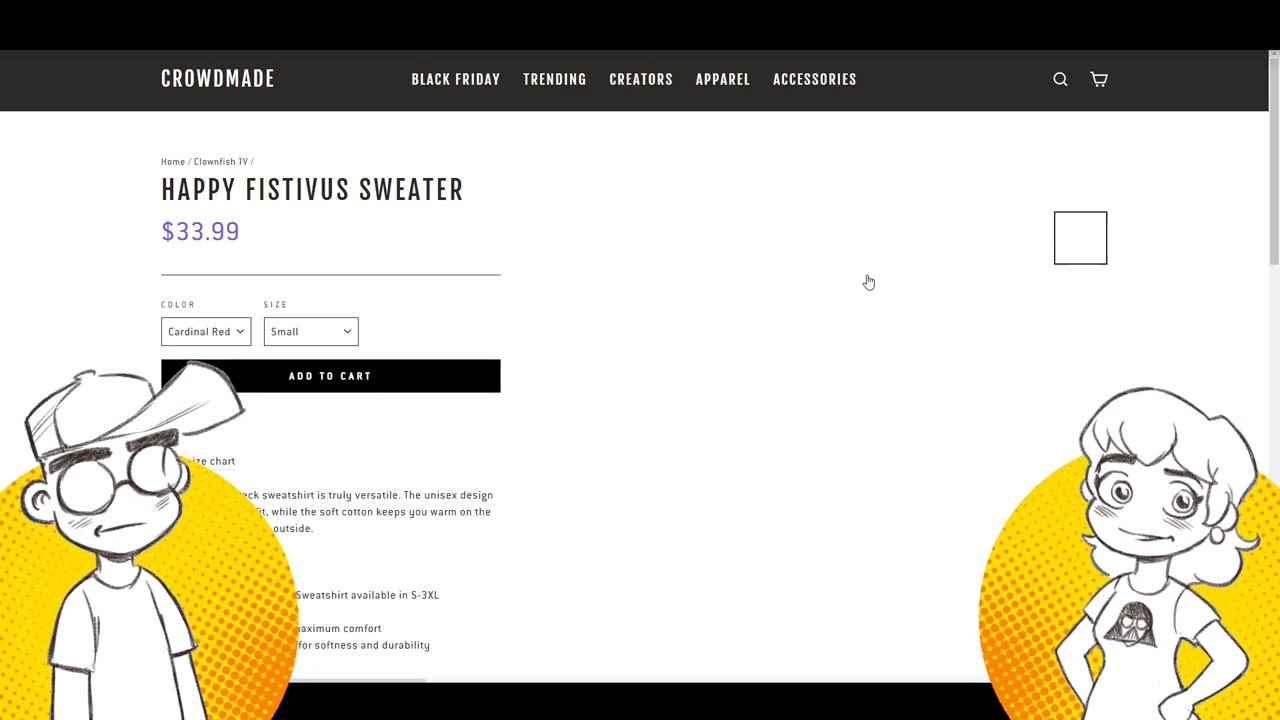 CROWDMADE
BLACK FRIDAY TRENDING CREATORS APPAREL ACCESSORIES
Home / Clownfish TV /
HAPPY FISTIVUS SWEATER
$33.99
COLOR SIZE
Cardinal Red Small
ADD TO CART
size chart
sweatshirt is truly versatile. The unisex design
fit, while the soft cotton keeps you warm on the
outside.
Sweatshirt available in S-3XL
maximum comfort
for softness and durability